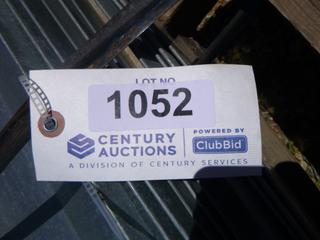 LOT NO.
1052
CENTURY
AUCTIONS
POWERED BY
ClubBid
A DIVISION OF CENTURY SERVICES